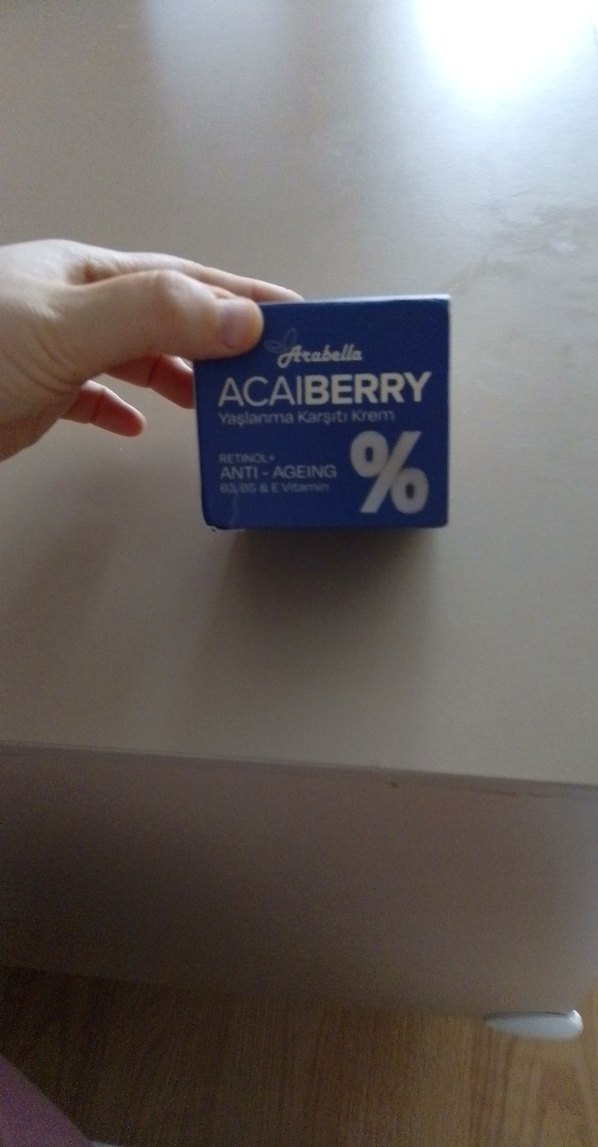 Arabella
ACAIBERRY
Yaşlanma Karşıtı Krem
RETINOL+
ANTI - AGEING
B3/B5 & E Vitamin
%